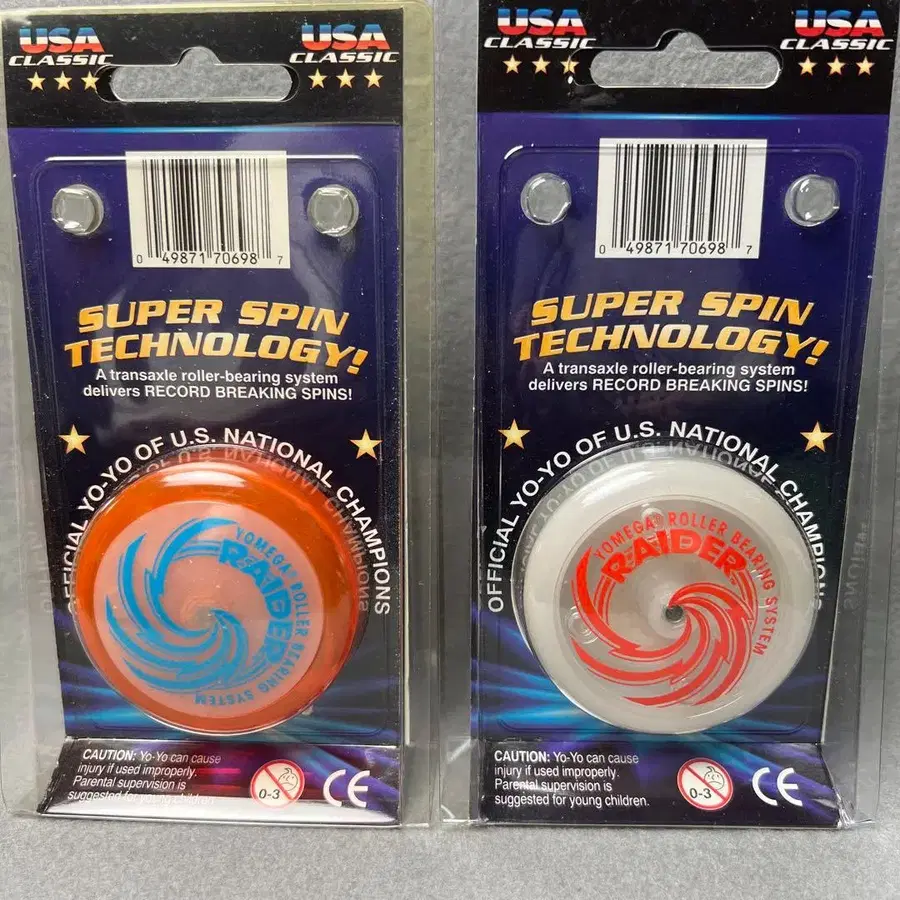 USA
CLASSIC
USA
CLASSIC
0 49871 70698 7
SUPER SPIN
TECHNOLOGY!
A transaxle roller-bearing system
delivers RECORD BREAKING SPINS!
OFFICIAL YO-YO OF U.S. NATIONAL CHAMPIONS
YOMEGA® ROLLER BEARING SYSTEM
RAIDER
CAUTION: Yo-Yo can cause
injury if used improperly.
Parental supervision is
suggested for young children.
0-3
CE
USA
CLASSIC
USA
CLASSIC
0 49871 70698 7
SUPER SPIN
TECHNOLOGY!
A transaxle roller-bearing system
delivers RECORD BREAKING SPINS!
OFFICIAL YO-YO OF U.S. NATIONAL CHAMPIONS
YOMEGA® ROLLER BEARING SYSTEM
RAIDER
CAUTION: Yo-Yo can cause
injury if used improperly.
Parental supervision is
suggested for young children.
0-3
CE